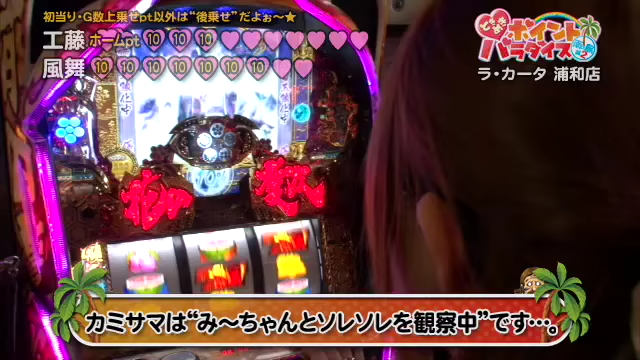 初当り・G数上乗せpt以外は“後乗せ”だよぉ～★
工藤 ホームpt 10 10 10
風舞 10 10 10 10 10 10 10
ポイント
パラダイス
ラ・カータ 浦和店
カミサマは“み～ちゃんとソレソレを観察中”です…。